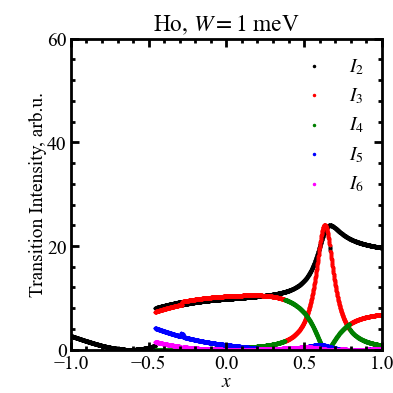 Ho, W = 1 meV
60
40
20
0
Transition Intensity, arb.u.
I₂
I₃
I₄
I₅
I₆
−1.0 −0.5 0.0 0.5 1.0
x